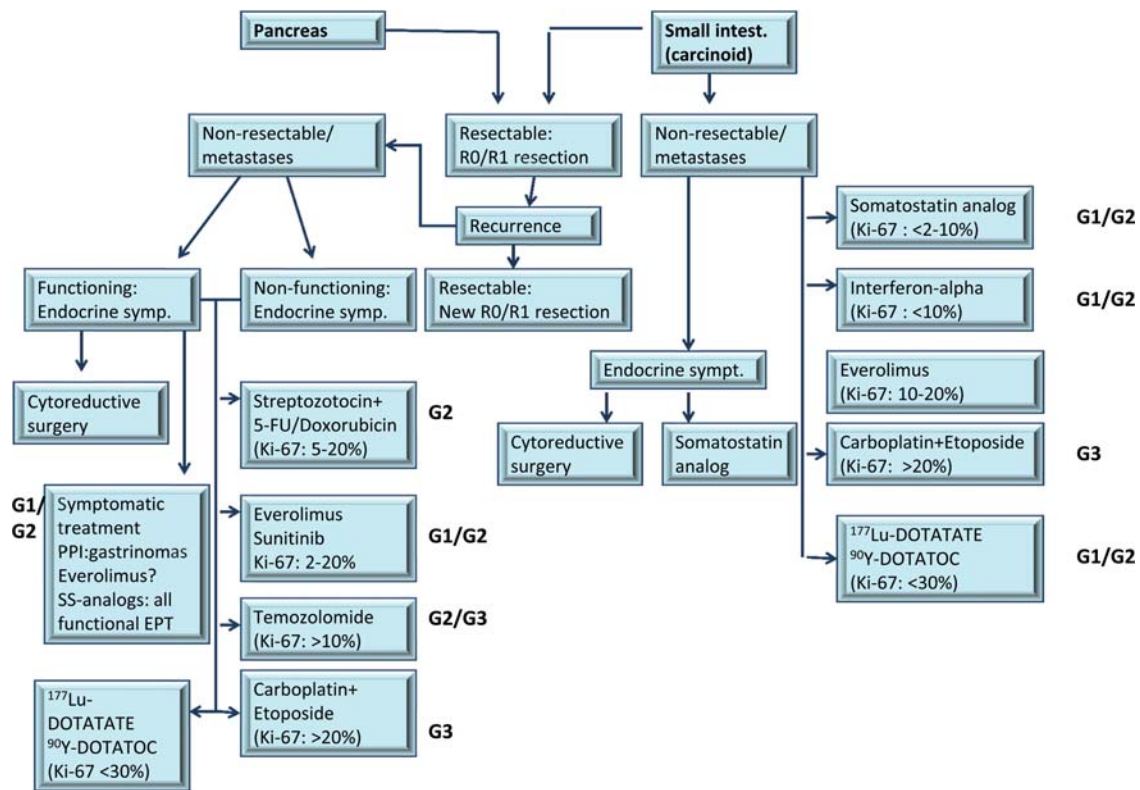 Pancreas
Small intest.
(carcinoid)
Non-resectable/
metastases
Resectable:
R0/R1 resection
Non-resectable/
metastases
Recurrence
Somatostatin analog
(Ki-67 : <2-10%)
G1/G2
Functioning:
Endocrine symp.
Non-functioning:
Endocrine symp.
Resectable:
New R0/R1 resection
Interferon-alpha
(Ki-67 : <10%)
G1/G2
Endocrine sympt.
Everolimus
(Ki-67: 10-20%)
Cytoreductive
surgery
Streptozotocin+
5-FU/Doxorubicin
(Ki-67: 5-20%)
G2
Cytoreductive
surgery
Somatostatin
analog
Carboplatin+Etoposide
(Ki-67:  >20%)
G3
G1/
G2
Symptomatic
treatment
PPI:gastrinomas
Everolimus?
SS-analogs: all
functional EPT
Everolimus
Sunitinib
Ki-67: 2-20%
G1/G2
177Lu-DOTATATE
90Y-DOTATOC
(Ki-67: <30%)
G1/G2
Temozolomide
(Ki-67: >10%)
G2/G3
177Lu-
DOTATATE
90Y-DOTATOC
(Ki-67 <30%)
Carboplatin+
Etoposide
(Ki-67: >20%)
G3